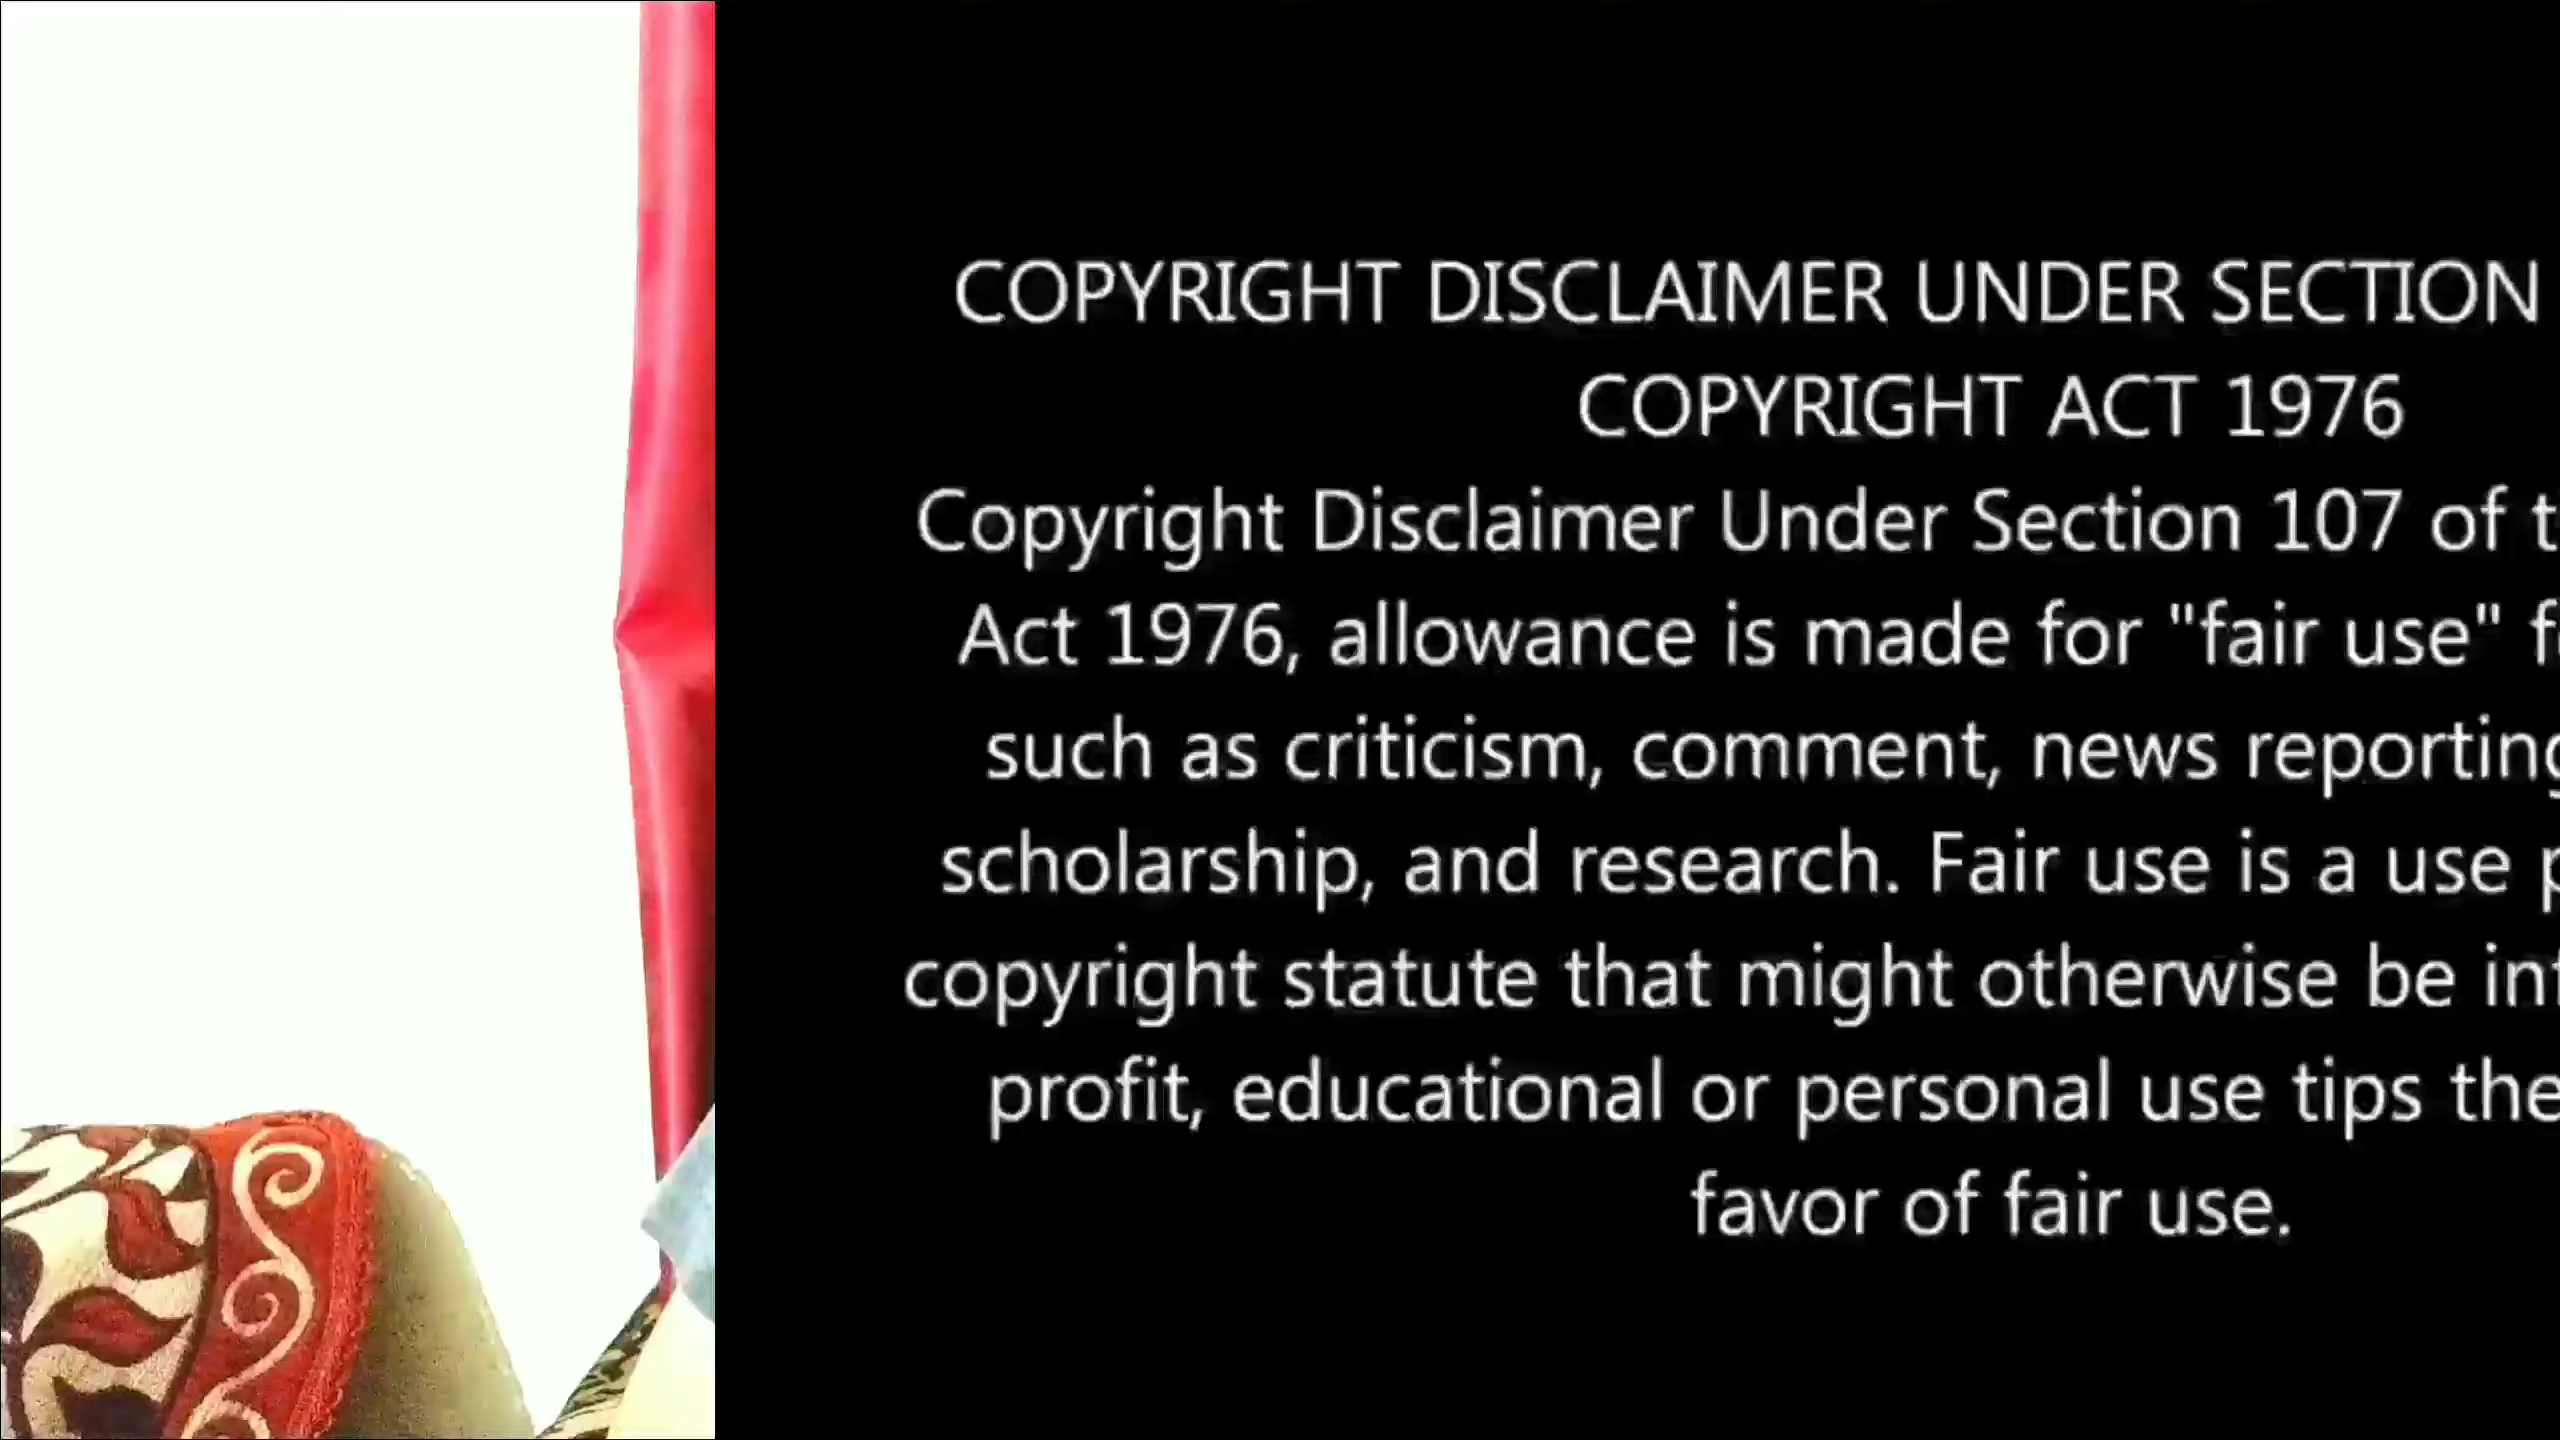 COPYRIGHT DISCLAIMER UNDER SECTION
COPYRIGHT ACT 1976
Copyright Disclaimer Under Section 107 of
Act 1976, allowance is made for "fair use"
such as criticism, comment, news reporting
scholarship, and research. Fair use is a use
copyright statute that might otherwise be
profit, educational or personal use tips
favor of fair use.